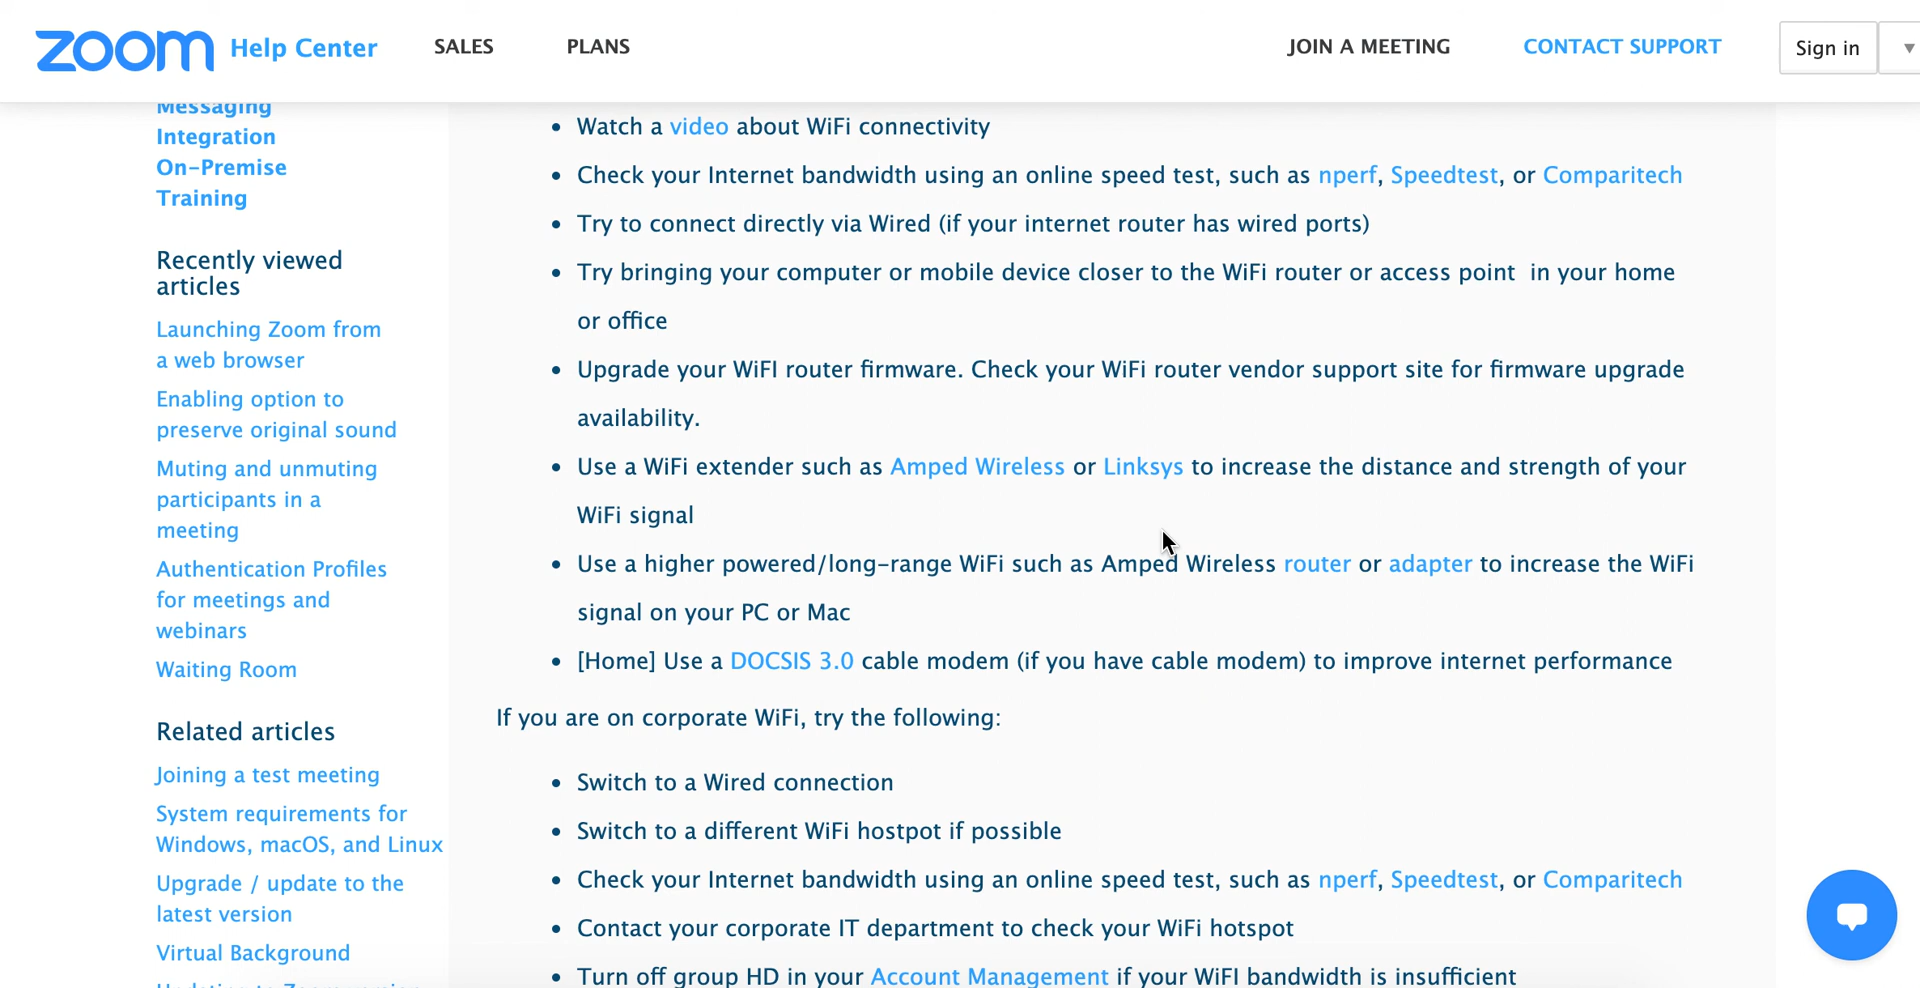 zoom Help Center SALES PLANS JOIN A MEETING CONTACT SUPPORT Sign in
Messaging
Integration
On-Premise
Training
Recently viewed
articles
Launching Zoom from
a web browser
Enabling option to
preserve original sound
Muting and unmuting
participants in a
meeting
Authentication Profiles
for meetings and
webinars
Waiting Room
Related articles
Joining a test meeting
System requirements for
Windows, macOS, and Linux
Upgrade / update to the
latest version
Virtual Background
• Watch a video about WiFi connectivity
• Check your Internet bandwidth using an online speed test, such as nperf, Speedtest, or Comparitech
• Try to connect directly via Wired (if your internet router has wired ports)
• Try bringing your computer or mobile device closer to the WiFi router or access point in your home
or office
• Upgrade your WiFI router firmware. Check your WiFi router vendor support site for firmware upgrade
availability.
• Use a WiFi extender such as Amped Wireless or Linksys to increase the distance and strength of your
WiFi signal
• Use a higher powered/long-range WiFi such as Amped Wireless router or adapter to increase the WiFi
signal on your PC or Mac
• [Home] Use a DOCSIS 3.0 cable modem (if you have cable modem) to improve internet performance
If you are on corporate WiFi, try the following:
• Switch to a Wired connection
• Switch to a different WiFi hostpot if possible
• Check your Internet bandwidth using an online speed test, such as nperf, Speedtest, or Comparitech
• Contact your corporate IT department to check your WiFi hotspot
• Turn off group HD in your Account Management if your WiFI bandwidth is insufficient